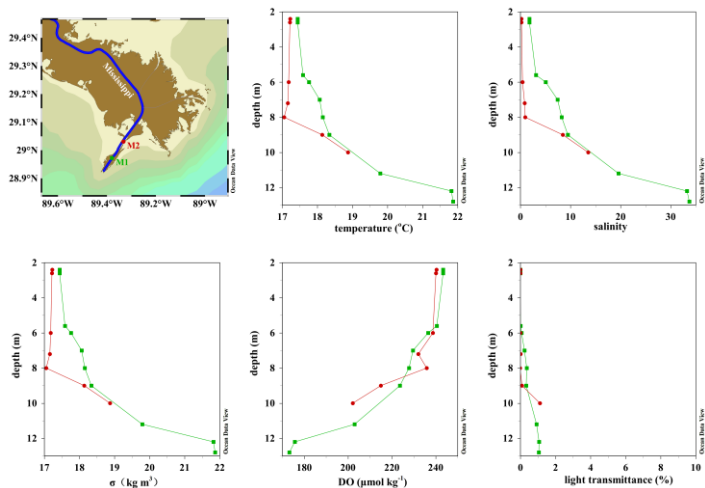 29.4°N
29.3°N
29.2°N
29.1°N
29°N
28.9°N
Mississippi
M2
M1
89.6°W
89.4°W
89.2°W
89°W
Ocean Data View
2
4
6
8
10
12
depth (m)
17
18
19
20
21
22
temperature (°C)
Ocean Data View
2
4
6
8
10
12
depth (m)
0
10
20
30
salinity
Ocean Data View
2
4
6
8
10
12
depth (m)
17
18
19
20
21
22
σ (kg m³)
Ocean Data View
2
4
6
8
10
12
depth (m)
180
200
220
240
DO (μmol kg⁻¹)
Ocean Data View
2
4
6
8
10
12
depth (m)
0
2
4
6
8
10
light transmittance (%)
Ocean Data View